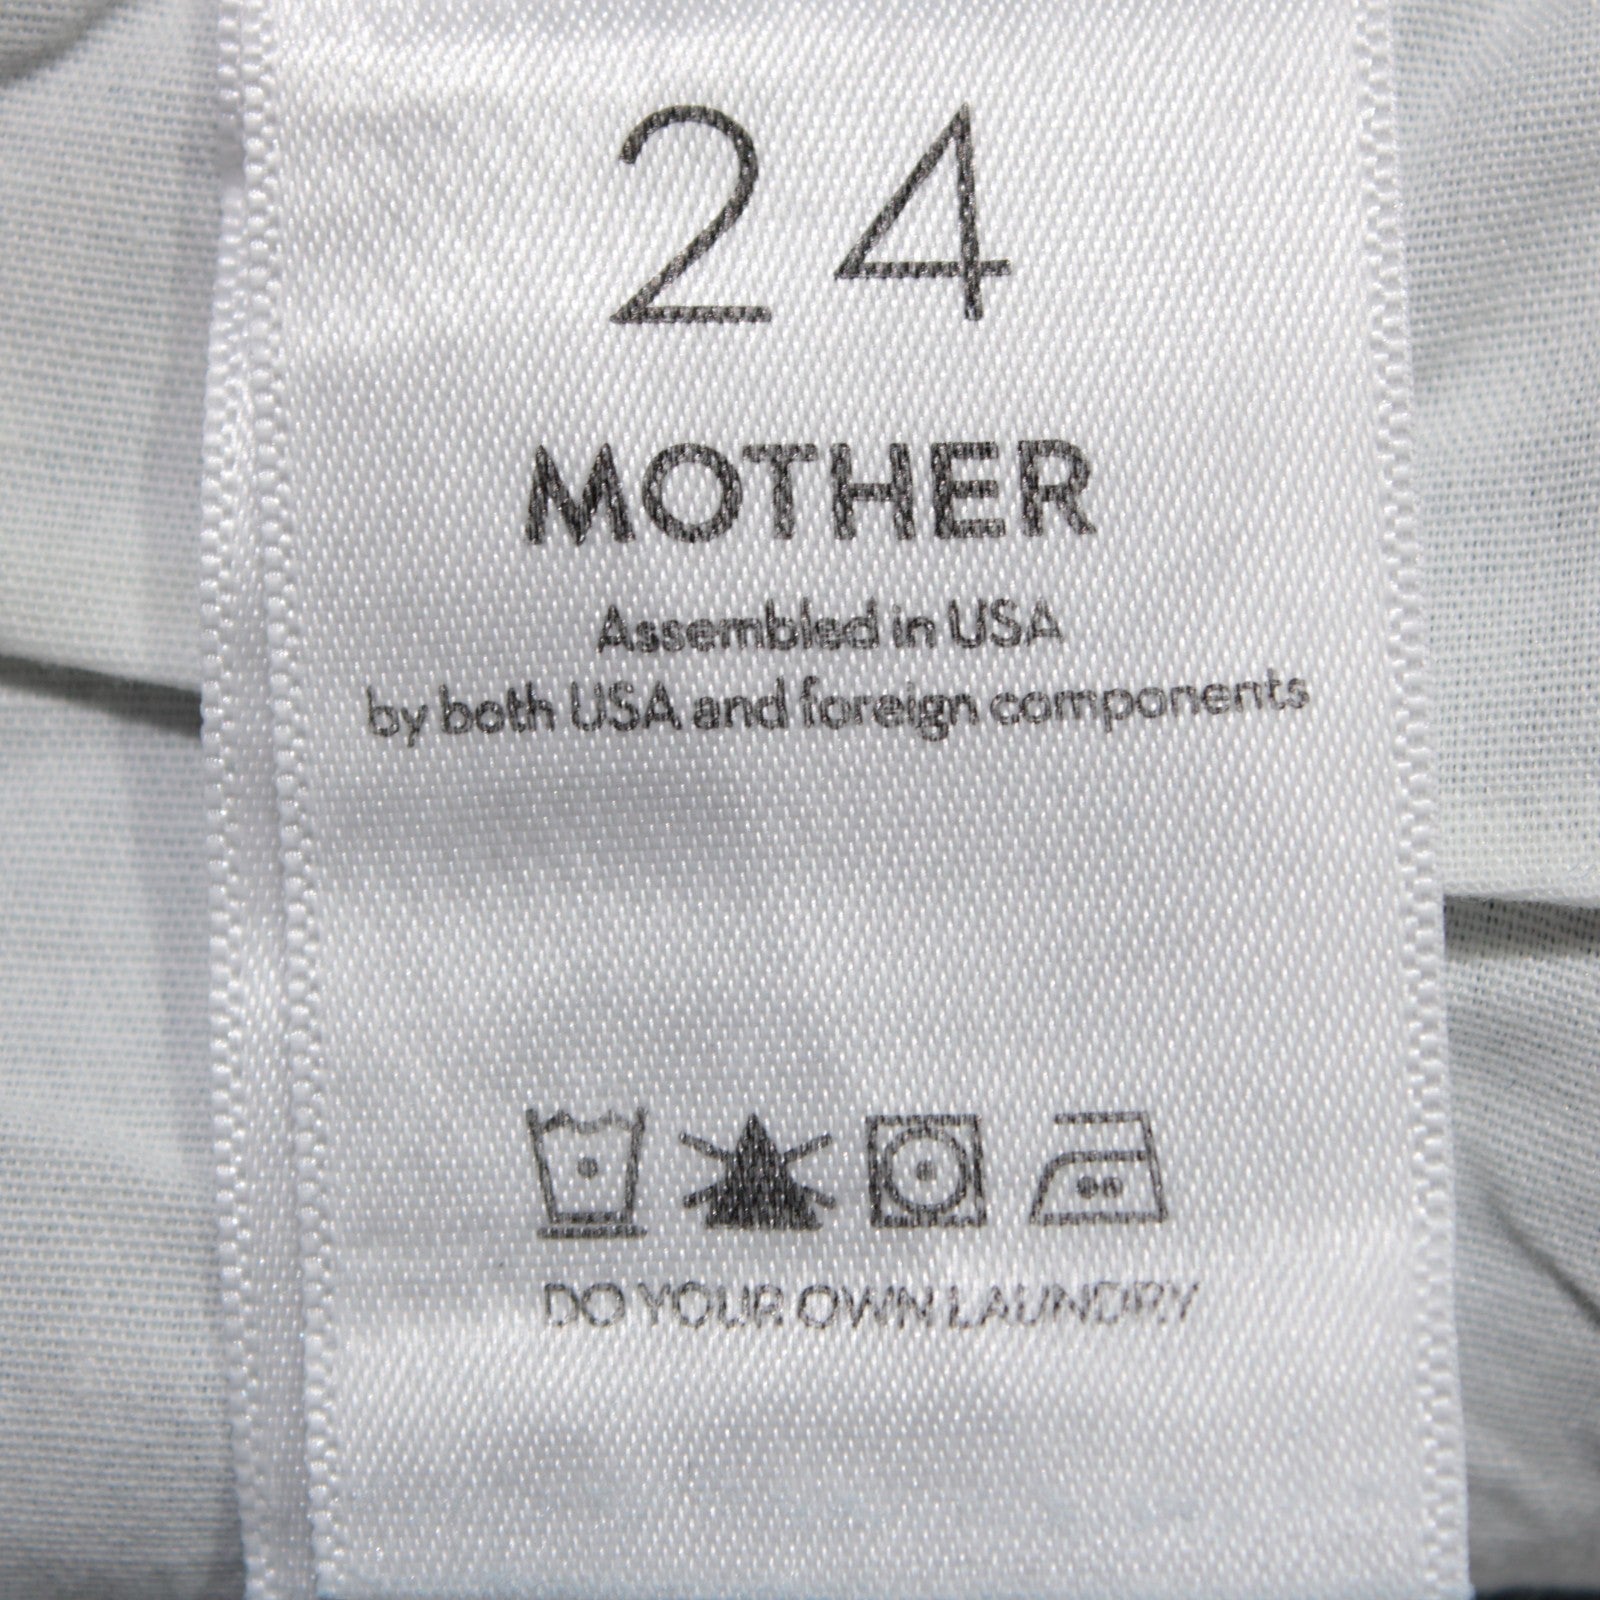 24
MOTHER
Assembled in USA
by both USA and foreign components
DO YOUR OWN LAUNDRY